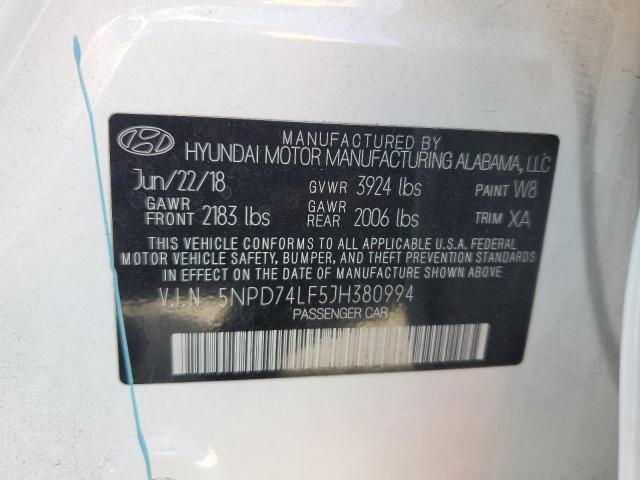 MANUFACTURED BY
HYUNDAI MOTOR MANUFACTURING ALABAMA, LLC
Jun/22/18 GVWR 3924 lbs PAINT W8
GAWR FRONT 2183 lbs GAWR REAR 2006 lbs TRIM XA
THIS VEHICLE CONFORMS TO ALL APPLICABLE U.S.A. FEDERAL
MOTOR VEHICLE SAFETY, BUMPER, AND THEFT PREVENTION STANDARDS
IN EFFECT ON THE DATE OF MANUFACTURE SHOWN ABOVE.
V.I.N 5NPD74LF5JH380994
PASSENGER CAR